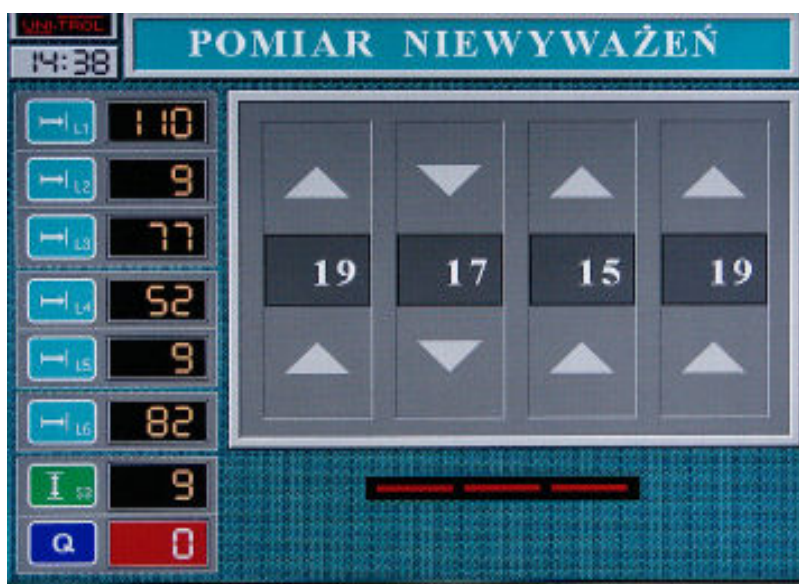 UNI-TROL
14:38
POMIAR NIEWYWAŻEŃ
L1 110
L2 9
L3 77
L4 52
L5 9
L6 82
9
Q 0
19 17 15 19